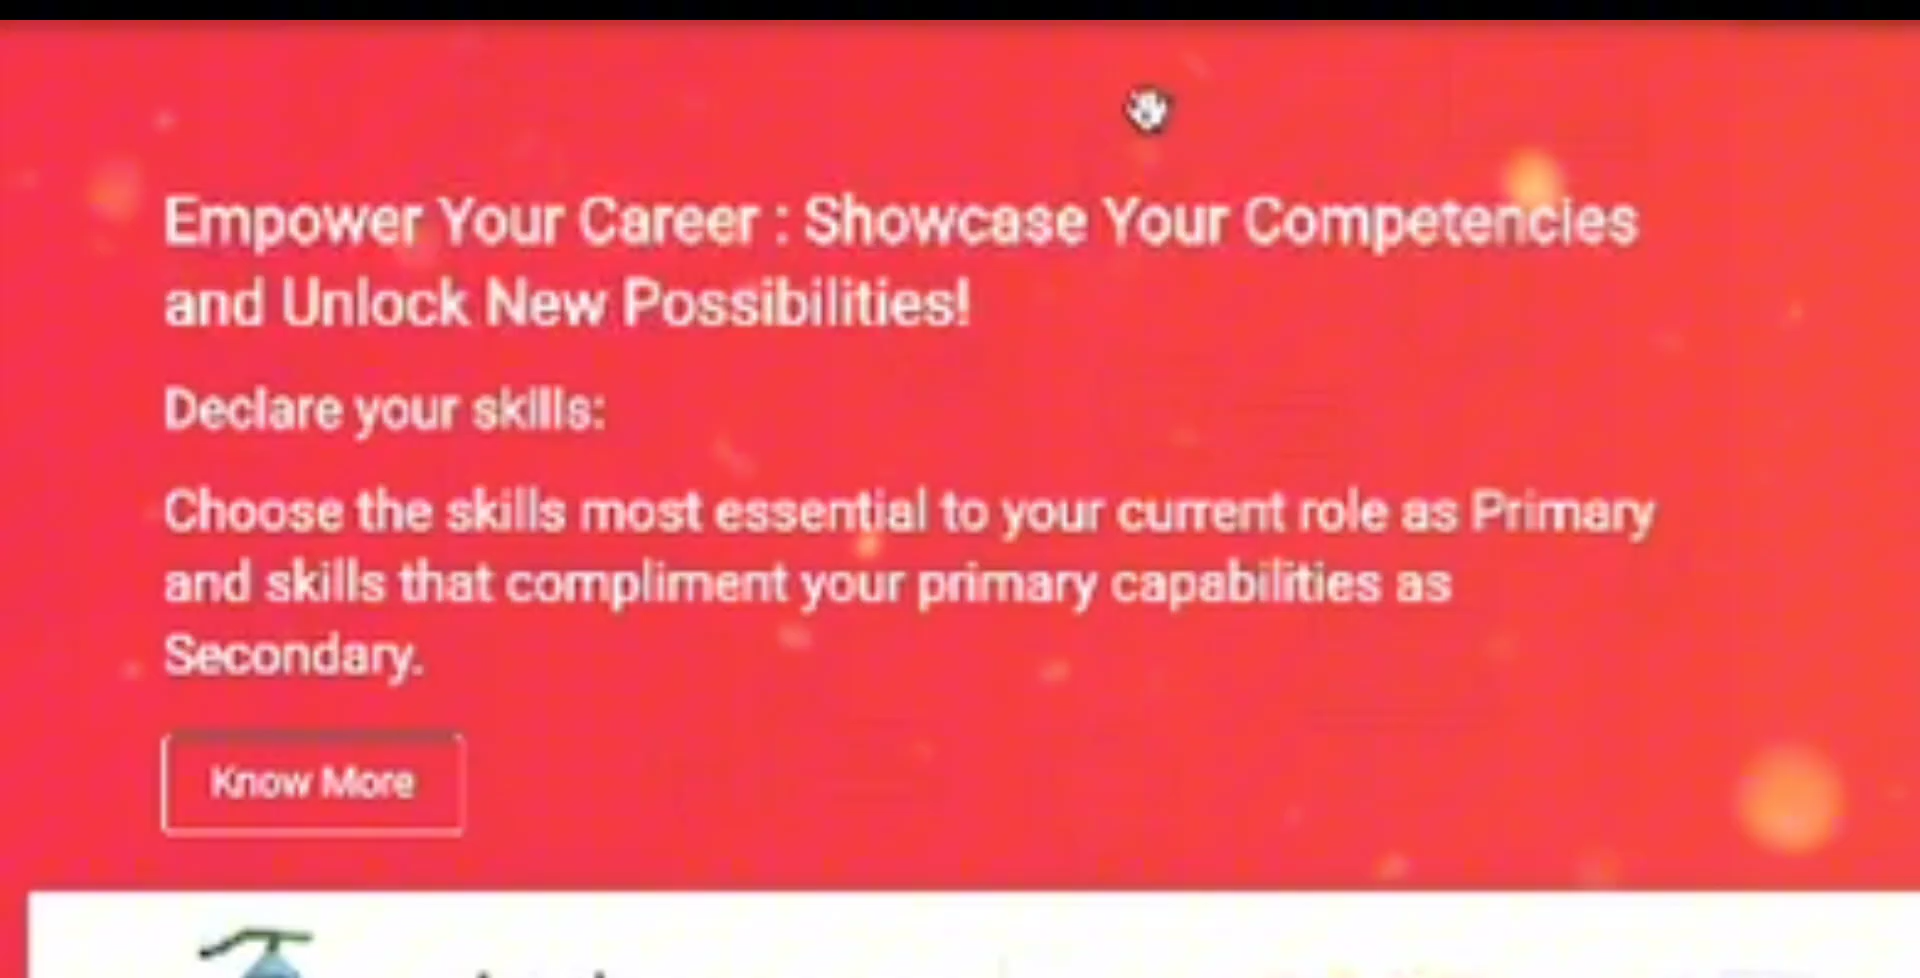 Empower Your Career : Showcase Your Competencies
and Unlock New Possibilities!
Declare your skills:
Choose the skills most essential to your current role as Primary
and skills that compliment your primary capabilities as
Secondary.
Know More